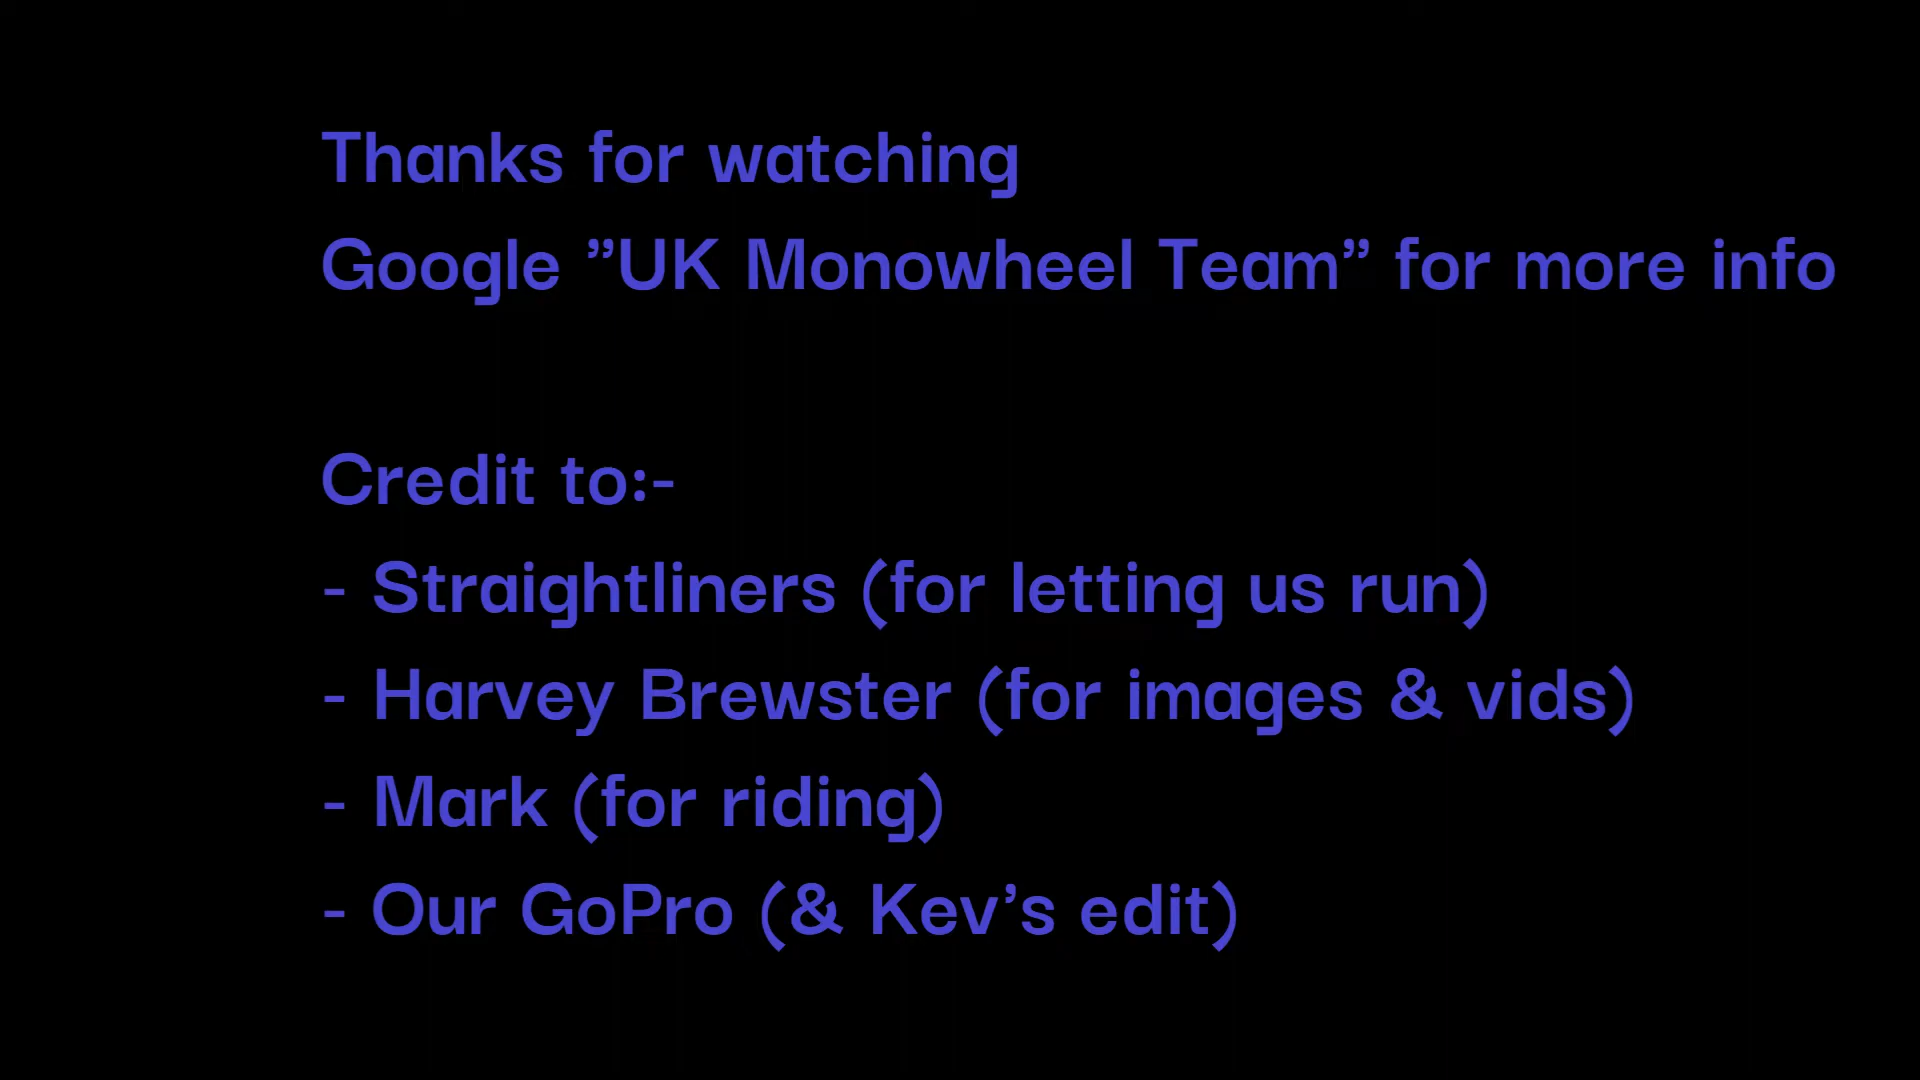 Thanks for watching
Google ”UK Monowheel Team” for more info
Credit to:-
- Straightliners (for letting us run)
- Harvey Brewster (for images & vids)
- Mark (for riding)
- Our GoPro (& Kev’s edit)